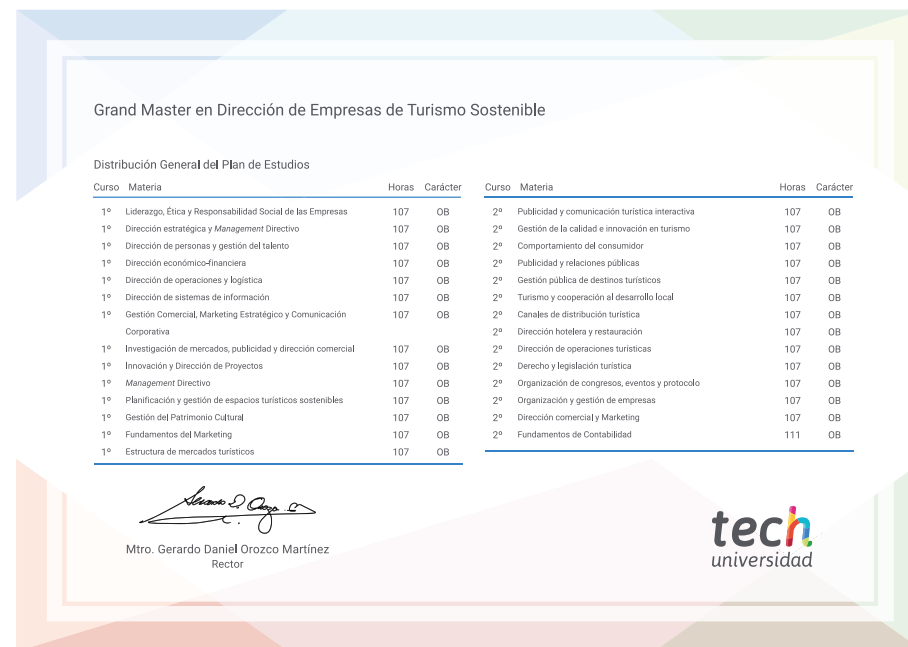 Grand Master en Dirección de Empresas de Turismo Sostenible
Distribución General del Plan de Estudios
Curso Materia Horas Carácter
1º Liderazgo, Ética y Responsabilidad Social de las Empresas 107 OB
1º Dirección estratégica y Management Directivo 107 OB
1º Dirección de personas y gestión del talento 107 OB
1º Dirección económico-financiera 107 OB
1º Dirección de operaciones y logística 107 OB
1º Dirección de sistemas de información 107 OB
1º Gestión Comercial, Marketing Estratégico y Comunicación 107 OB
Corporativa
1º Investigación de mercados, publicidad y dirección comercial 107 OB
1º Innovación y Dirección de Proyectos 107 OB
1º Management Directivo 107 OB
1º Planificación y gestión de espacios turísticos sostenibles 107 OB
1º Gestión del Patrimonio Cultural 107 OB
1º Fundamentos del Marketing 107 OB
1º Estructura de mercados turísticos 107 OB
Curso Materia Horas Carácter
2º Publicidad y comunicación turística interactiva 107 OB
2º Gestión de la calidad e innovación en turismo 107 OB
2º Comportamiento del consumidor 107 OB
2º Publicidad y relaciones públicas 107 OB
2º Gestión pública de destinos turísticos 107 OB
2º Turismo y cooperación al desarrollo local 107 OB
2º Canales de distribución turística 107 OB
2º Dirección hotelera y restauración 107 OB
2º Dirección de operaciones turísticas 107 OB
2º Derecho y legislación turística 107 OB
2º Organización de congresos, eventos y protocolo 107 OB
2º Organización y gestión de empresas 107 OB
2º Dirección comercial y Marketing 107 OB
2º Fundamentos de Contabilidad 111 OB
Mtro. Gerardo Daniel Orozco Martínez
Rector
tech
universidad